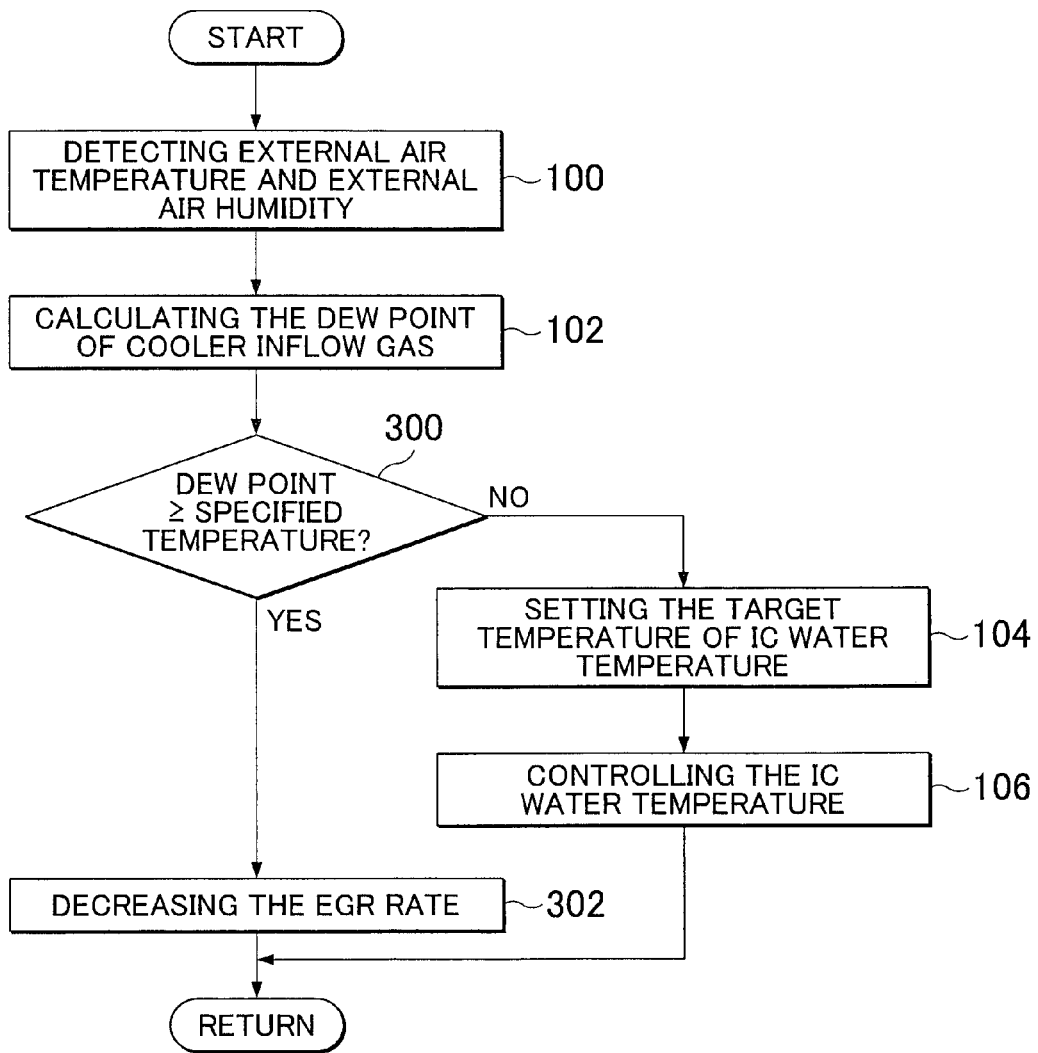 START
DETECTING EXTERNAL AIR
TEMPERATURE AND EXTERNAL
AIR HUMIDITY
100
CALCULATING THE DEW POINT
OF COOLER INFLOW GAS
102
300
DEW POINT
≥ SPECIFIED
TEMPERATURE?
NO
YES
SETTING THE TARGET
TEMPERATURE OF IC WATER
TEMPERATURE
104
CONTROLLING THE IC
WATER TEMPERATURE
106
DECREASING THE EGR RATE
302
RETURN